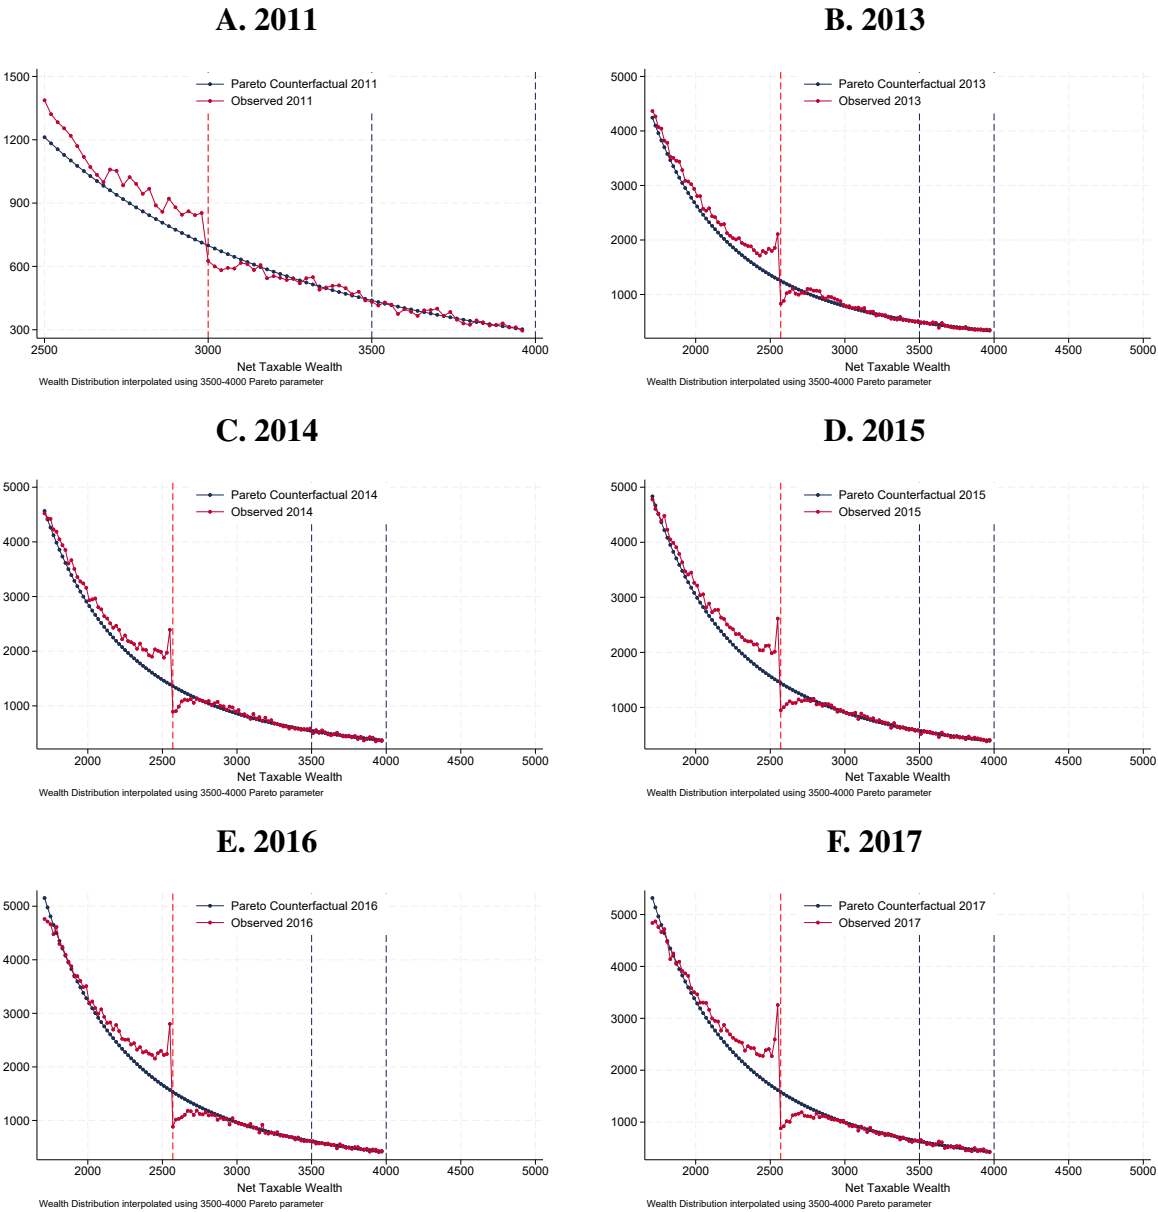 A. 2011
1500
1200
900
600
300
2500
3000
3500
4000
Pareto Counterfactual 2011
Observed 2011
Net Taxable Wealth
Wealth Distribution interpolated using 3500-4000 Pareto parameter
B. 2013
5000
4000
3000
2000
1000
2000
2500
3000
3500
4000
4500
5000
Pareto Counterfactual 2013
Observed 2013
Net Taxable Wealth
Wealth Distribution interpolated using 3500-4000 Pareto parameter
C. 2014
5000
4000
3000
2000
1000
2000
2500
3000
3500
4000
4500
5000
Pareto Counterfactual 2014
Observed 2014
Net Taxable Wealth
Wealth Distribution interpolated using 3500-4000 Pareto parameter
D. 2015
5000
4000
3000
2000
1000
2000
2500
3000
3500
4000
4500
5000
Pareto Counterfactual 2015
Observed 2015
Net Taxable Wealth
Wealth Distribution interpolated using 3500-4000 Pareto parameter
E. 2016
5000
4000
3000
2000
1000
2000
2500
3000
3500
4000
4500
5000
Pareto Counterfactual 2016
Observed 2016
Net Taxable Wealth
Wealth Distribution interpolated using 3500-4000 Pareto parameter
F. 2017
5000
4000
3000
2000
1000
2000
2500
3000
3500
4000
4500
5000
Pareto Counterfactual 2017
Observed 2017
Net Taxable Wealth
Wealth Distribution interpolated using 3500-4000 Pareto parameter